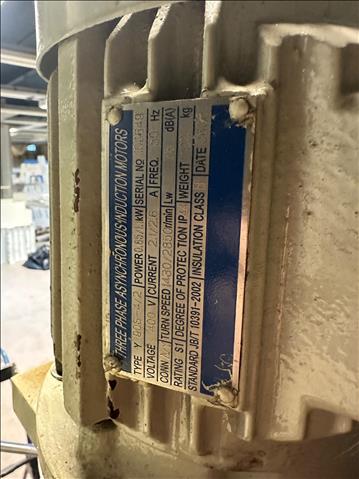 THREE PHASE ASYNCHRONOUS INDUCTION MOTORS
TYPE Y POWER kW SERIAL No
VOLTAGE 400 V CURRENT A FREQ. 50 Hz
CONN TURN SPEED r/min Lw dB(A)
RATING S1 DEGREE OF PROTECTION IP WEIGHT kg
STANDARD JB/T 10391-2002 INSULATION CLASS DATE